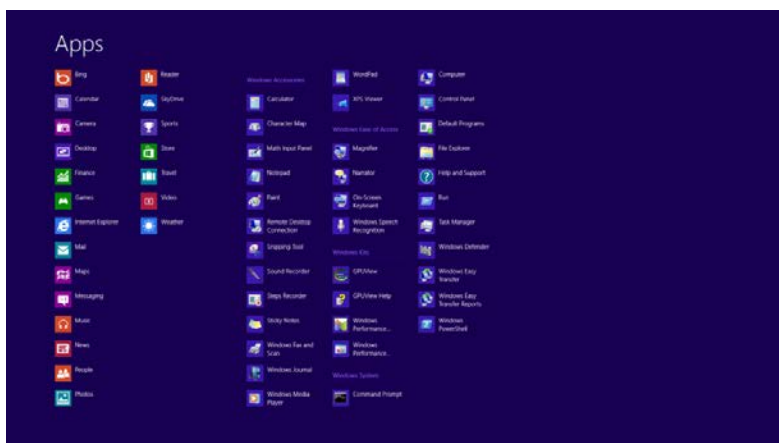 Apps
Bing
Calendar
Camera
Desktop
Finance
Games
Internet Explorer
Mail
Maps
Messaging
Music
News
People
Photos
Reader
SkyDrive
Sports
Store
Travel
Video
Weather
Windows Accessories
Calculator
Character Map
Math Input Panel
Notepad
Paint
Remote Desktop
Connection
Snipping Tool
Sound Recorder
Steps Recorder
Sticky Notes
Windows Fax and
Scan
Windows Journal
Windows Media
Player
WordPad
XPS Viewer
Windows Ease of Access
Magnifier
Narrator
On-Screen
Keyboard
Windows Speech
Recognition
Windows Kits
GPUView
GPUView Help
Windows
Performance...
Windows
Performance...
Windows System
Command Prompt
Computer
Control Panel
Default Programs
File Explorer
Help and Support
Run
Task Manager
Windows Defender
Windows Easy
Transfer
Windows Easy
Transfer Reports
Windows
PowerShell